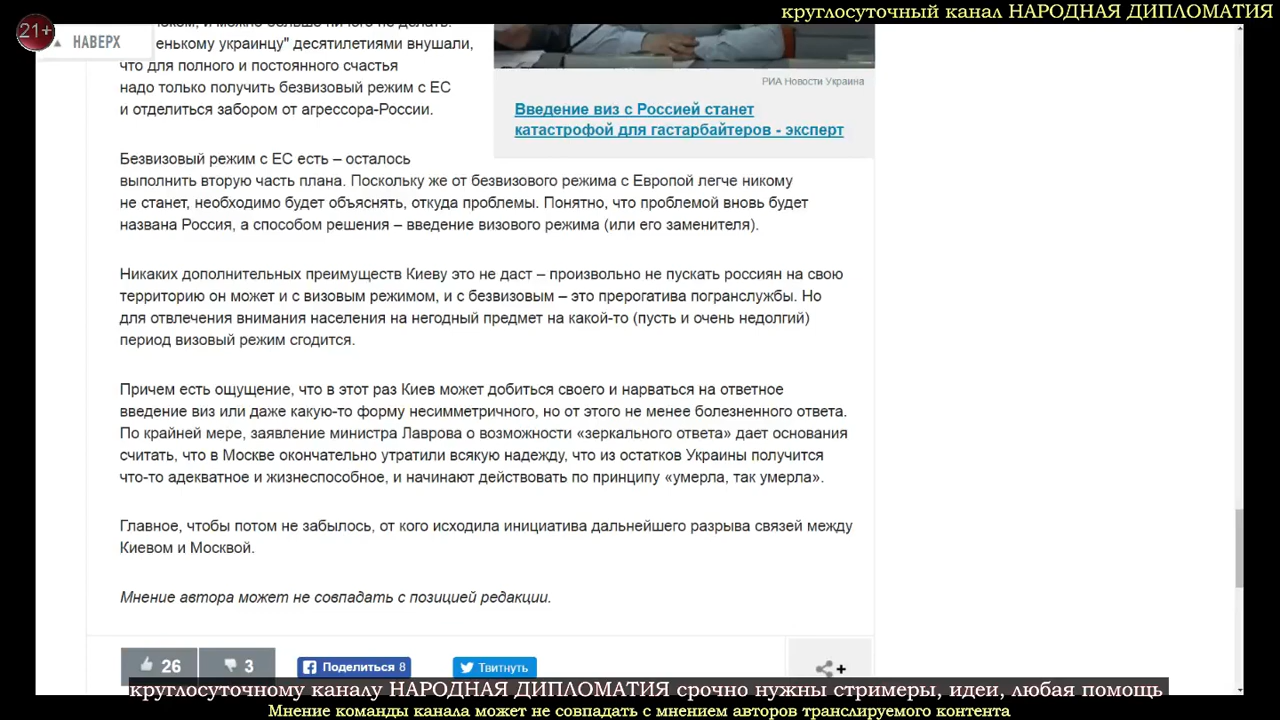 круглосуточный канал НАРОДНАЯ ДИПЛОМАТИЯ
21+
НАВЕРХ
и можно больше ничего не делать.
енькому украинцу" десятилетиями внушали,
что для полного и постоянного счастья
надо только получить безвизовый режим с ЕС
и отделиться забором от агрессора-России.
РИА Новости Украина
Введение виз с Россией станет
катастрофой для гастарбайтеров - эксперт
Безвизовый режим с ЕС есть – осталось
выполнить вторую часть плана. Поскольку же от безвизового режима с Европой легче никому
не станет, необходимо будет объяснять, откуда проблемы. Понятно, что проблемой вновь будет
названа Россия, а способом решения – введение визового режима (или его заменителя).
Никаких дополнительных преимуществ Киеву это не даст – произвольно не пускать россиян на свою
территорию он может и с визовым режимом, и с безвизовым – это прерогатива погранслужбы. Но
для отвлечения внимания населения на негодный предмет на какой-то (пусть и очень недолгий)
период визовый режим сгодится.
Причем есть ощущение, что в этот раз Киев может добиться своего и нарваться на ответное
введение виз или даже какую-то форму несимметричного, но от этого не менее болезненного ответа.
По крайней мере, заявление министра Лаврова о возможности «зеркального ответа» дает основания
считать, что в Москве окончательно утратили всякую надежду, что из остатков Украины получится
что-то адекватное и жизнеспособное, и начинают действовать по принципу «умерла, так умерла».
Главное, чтобы потом не забылось, от кого исходила инициатива дальнейшего разрыва связей между
Киевом и Москвой.
Мнение автора может не совпадать с позицией редакции.
26
3
Поделиться 8
Твитнуть
круглосуточному каналу НАРОДНАЯ ДИПЛОМАТИЯ срочно нужны стримеры, идеи, любая помощь
Мнение команды канала может не совпадать с мнением авторов транслируемого контента